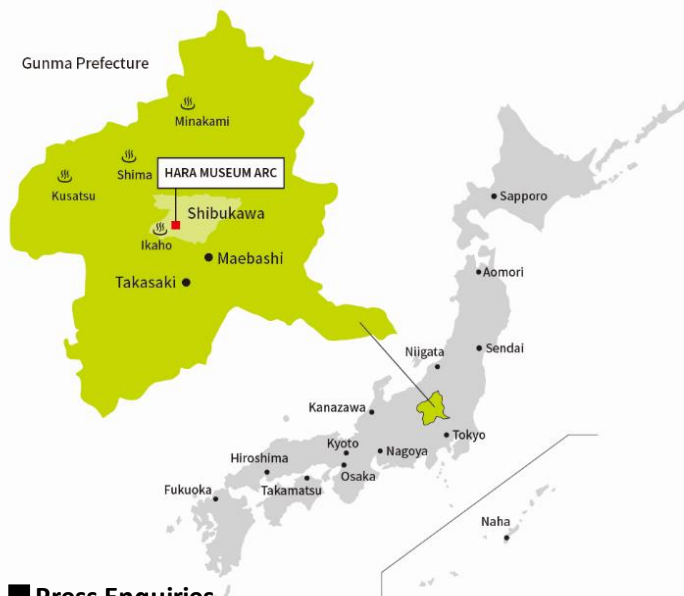 Gunma Prefecture
Minakami
Shima
Kusatsu
HARA MUSEUM ARC
Shibukawa
Ikaho
Maebashi
Takasaki
Sapporo
Aomori
Sendai
Niigata
Kanazawa
Tokyo
Kyoto
Nagoya
Hiroshima
Osaka
Fukuoka
Takamatsu
Naha
Press Enquiries